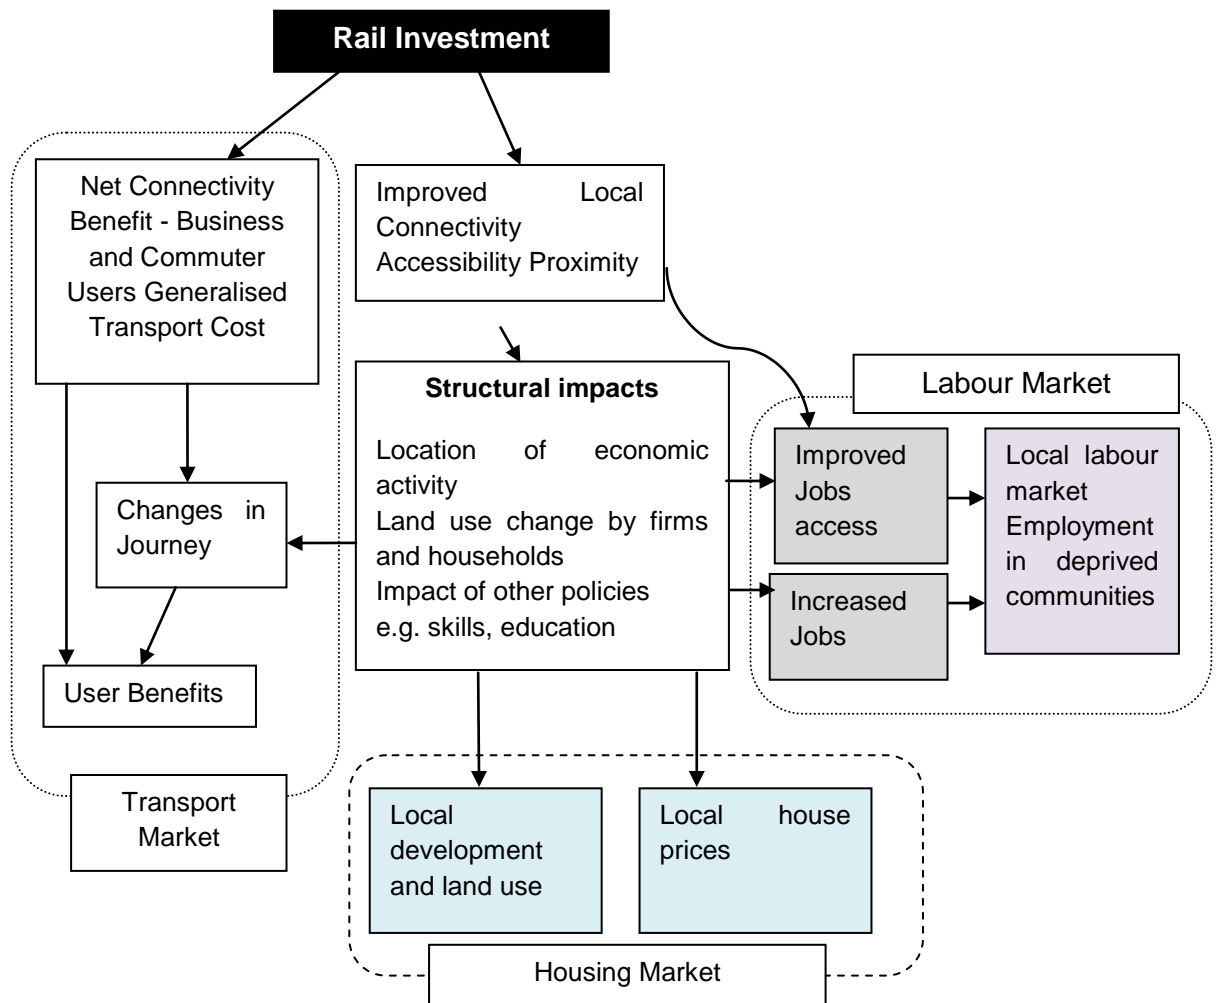 Rail Investment
Net Connectivity
Benefit - Business
and Commuter
Users Generalised
Transport Cost
Improved Local
Connectivity
Accessibility Proximity
Structural impacts
Location of economic
activity
Land use change by firms
and households
Impact of other policies
e.g. skills, education
Labour Market
Improved
Jobs
access
Local labour
market
Employment
in deprived
communities
Increased
Jobs
Changes in
Journey
User Benefits
Transport
Market
Local
development
and land use
Local house
prices
Housing Market